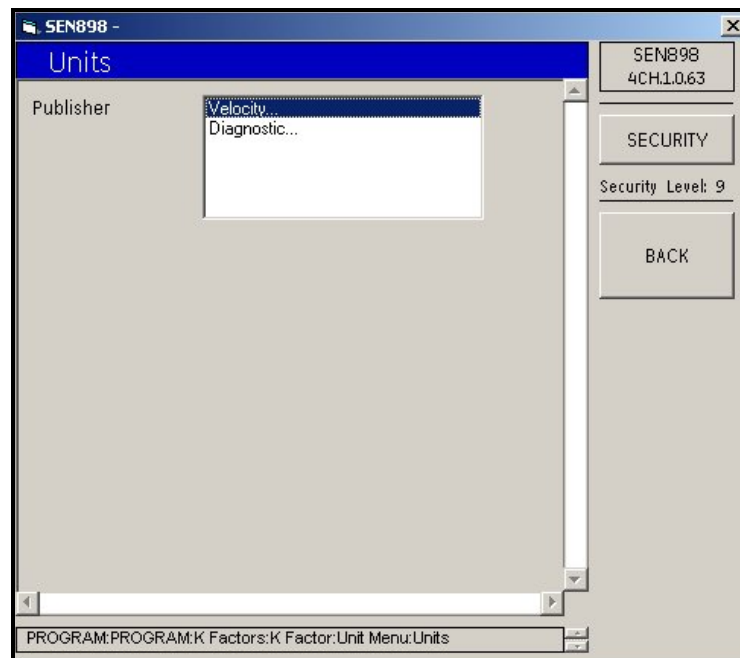 SEN898 -
Units
SEN898
4CH.1.0.63
Publisher
Velocity...
Diagnostic...
SECURITY
Security Level: 9
BACK
PROGRAM:PROGRAM:K Factors:K Factor:Unit Menu:Units